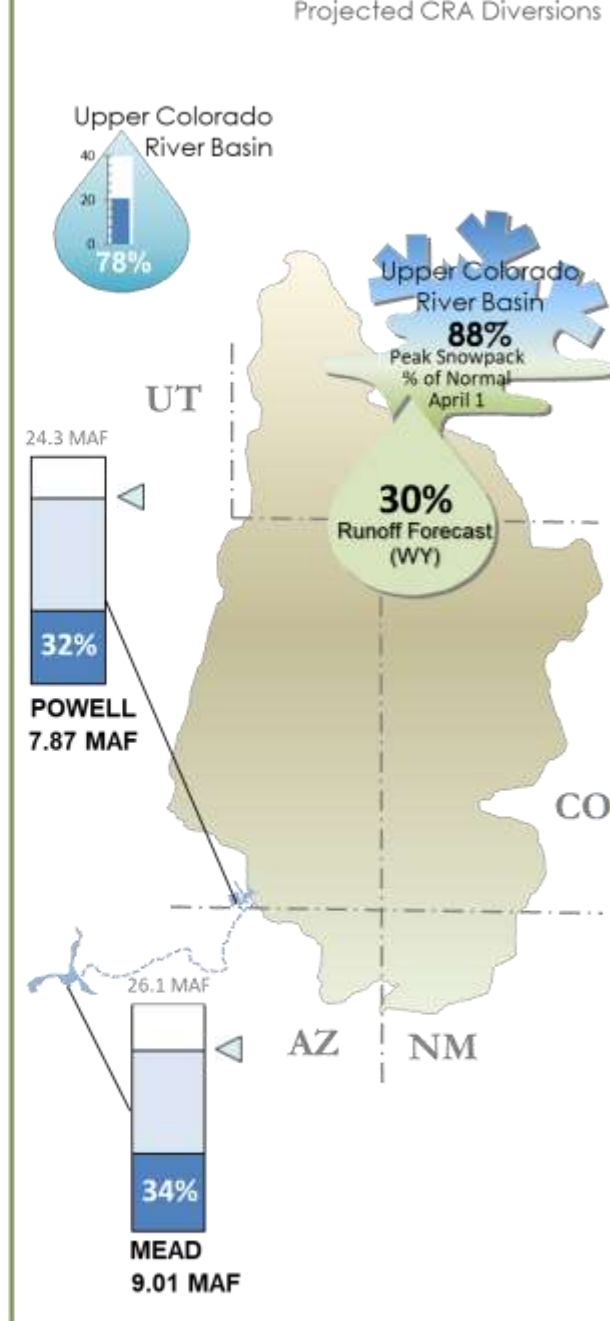 Projected CRA Diversions
Upper Colorado
River Basin
40
20
0
78%
Upper Colorado
River Basin
88%
Peak Snowpack
% of Normal
April 1
UT
24.3 MAF
30%
Runoff Forecast
(WY)
32%
POWELL
7.87 MAF
CO
26.1 MAF
AZ
NM
34%
MEAD
9.01 MAF